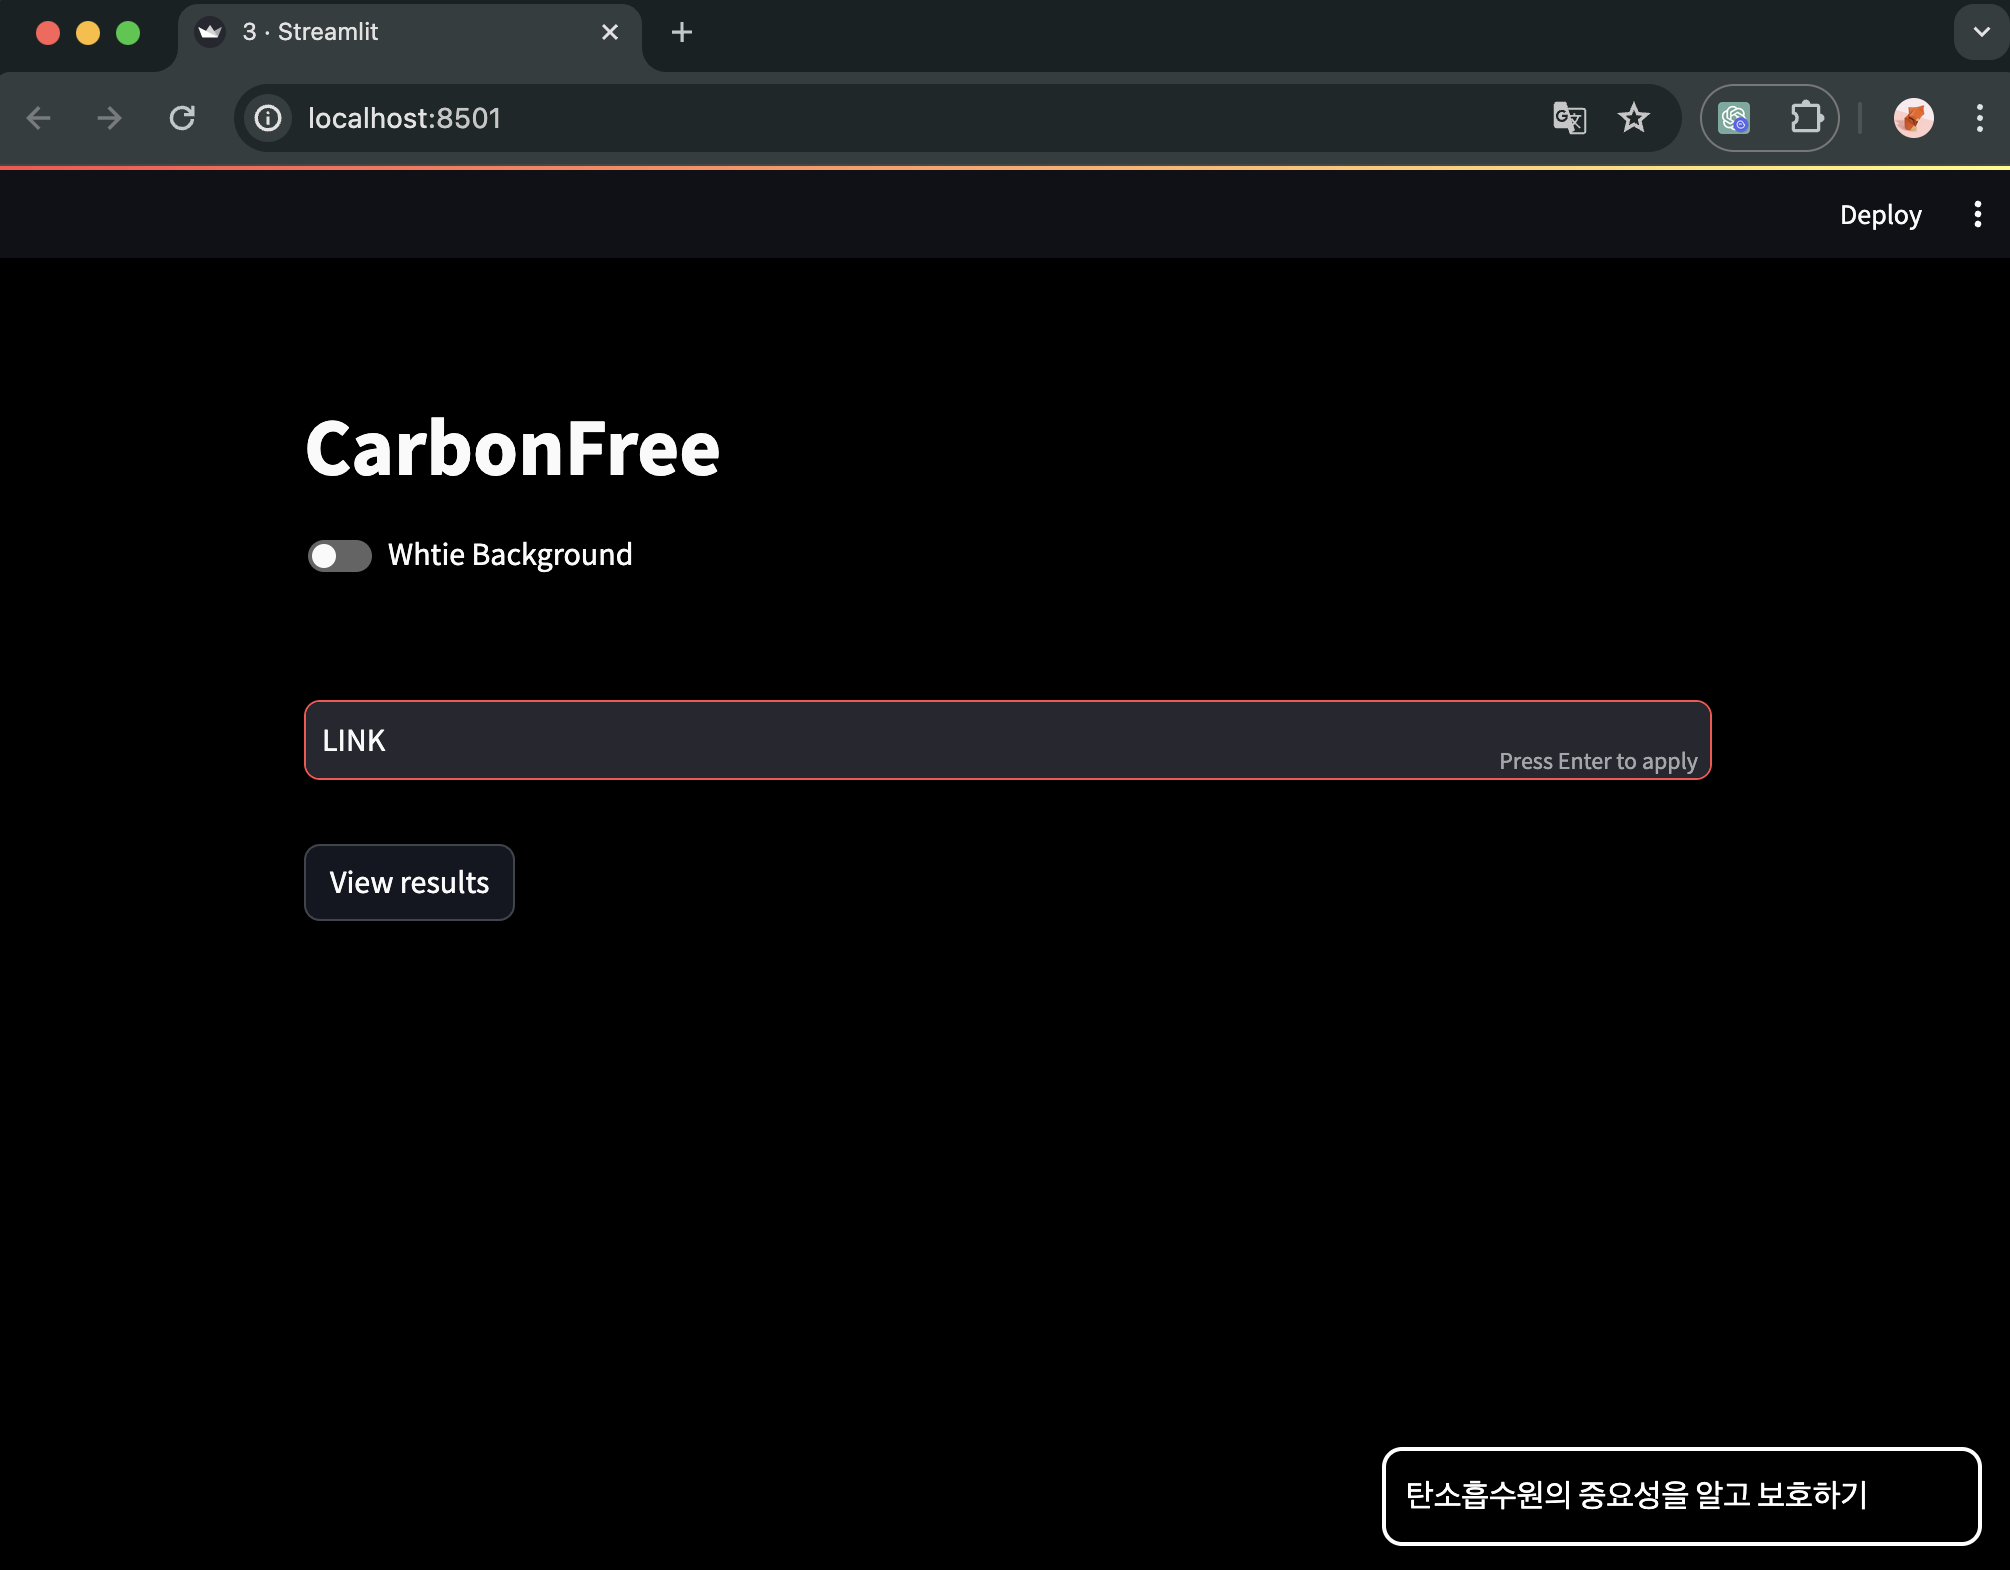 3 · Streamlit
localhost:8501
Deploy
CarbonFree
Whtie Background
LINK
Press Enter to apply
View results
탄소흡수원의 중요성을 알고 보호하기